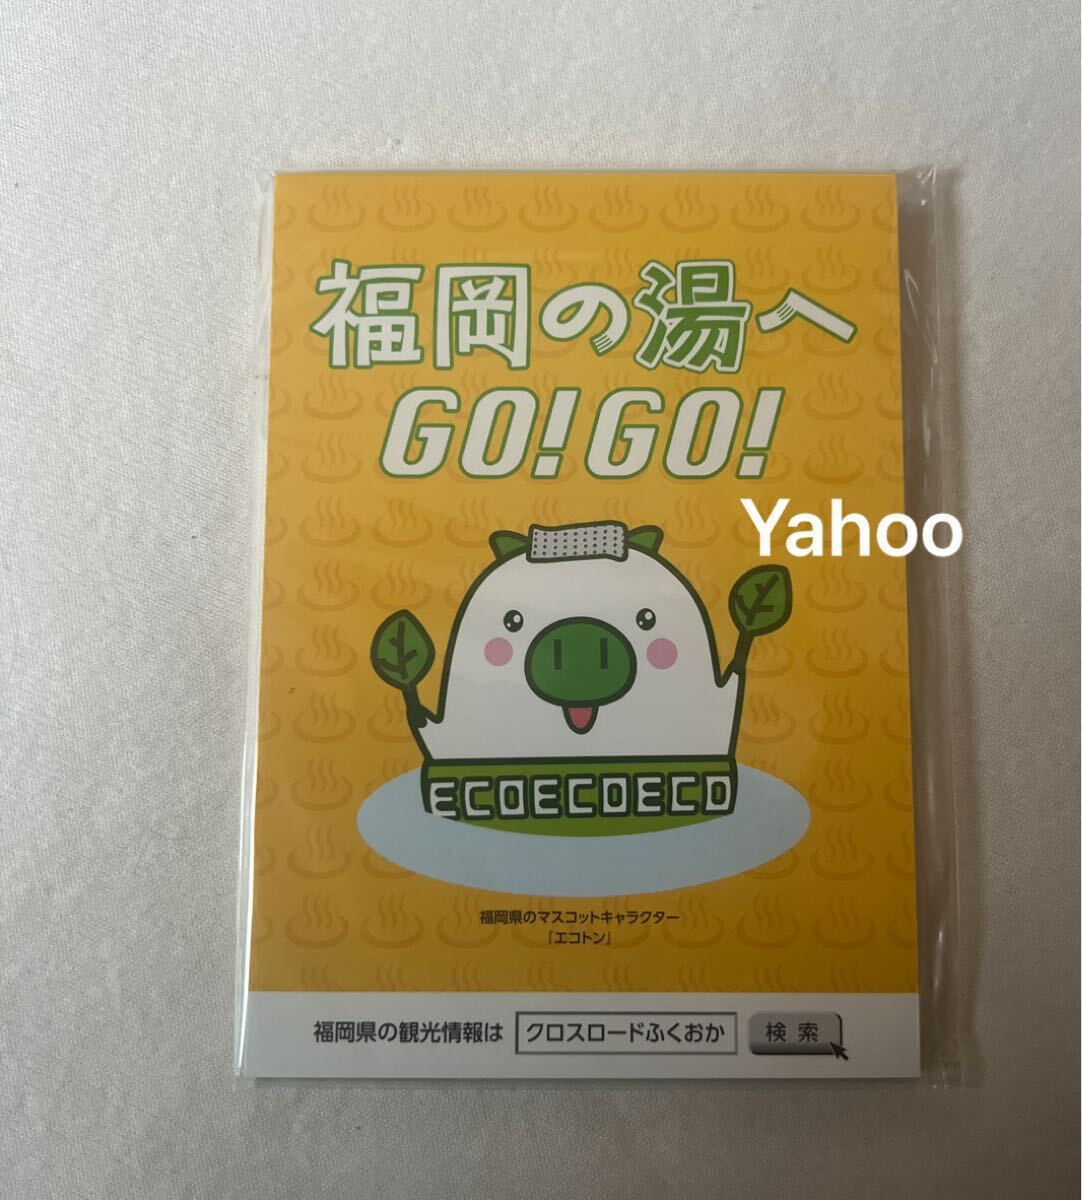 福岡の湯へ
GO!GO!
Yahoo
ECOECOECO
福岡県のマスコットキャラクター
『エコトン』
福岡県の観光情報は クロスロードふくおか 検索